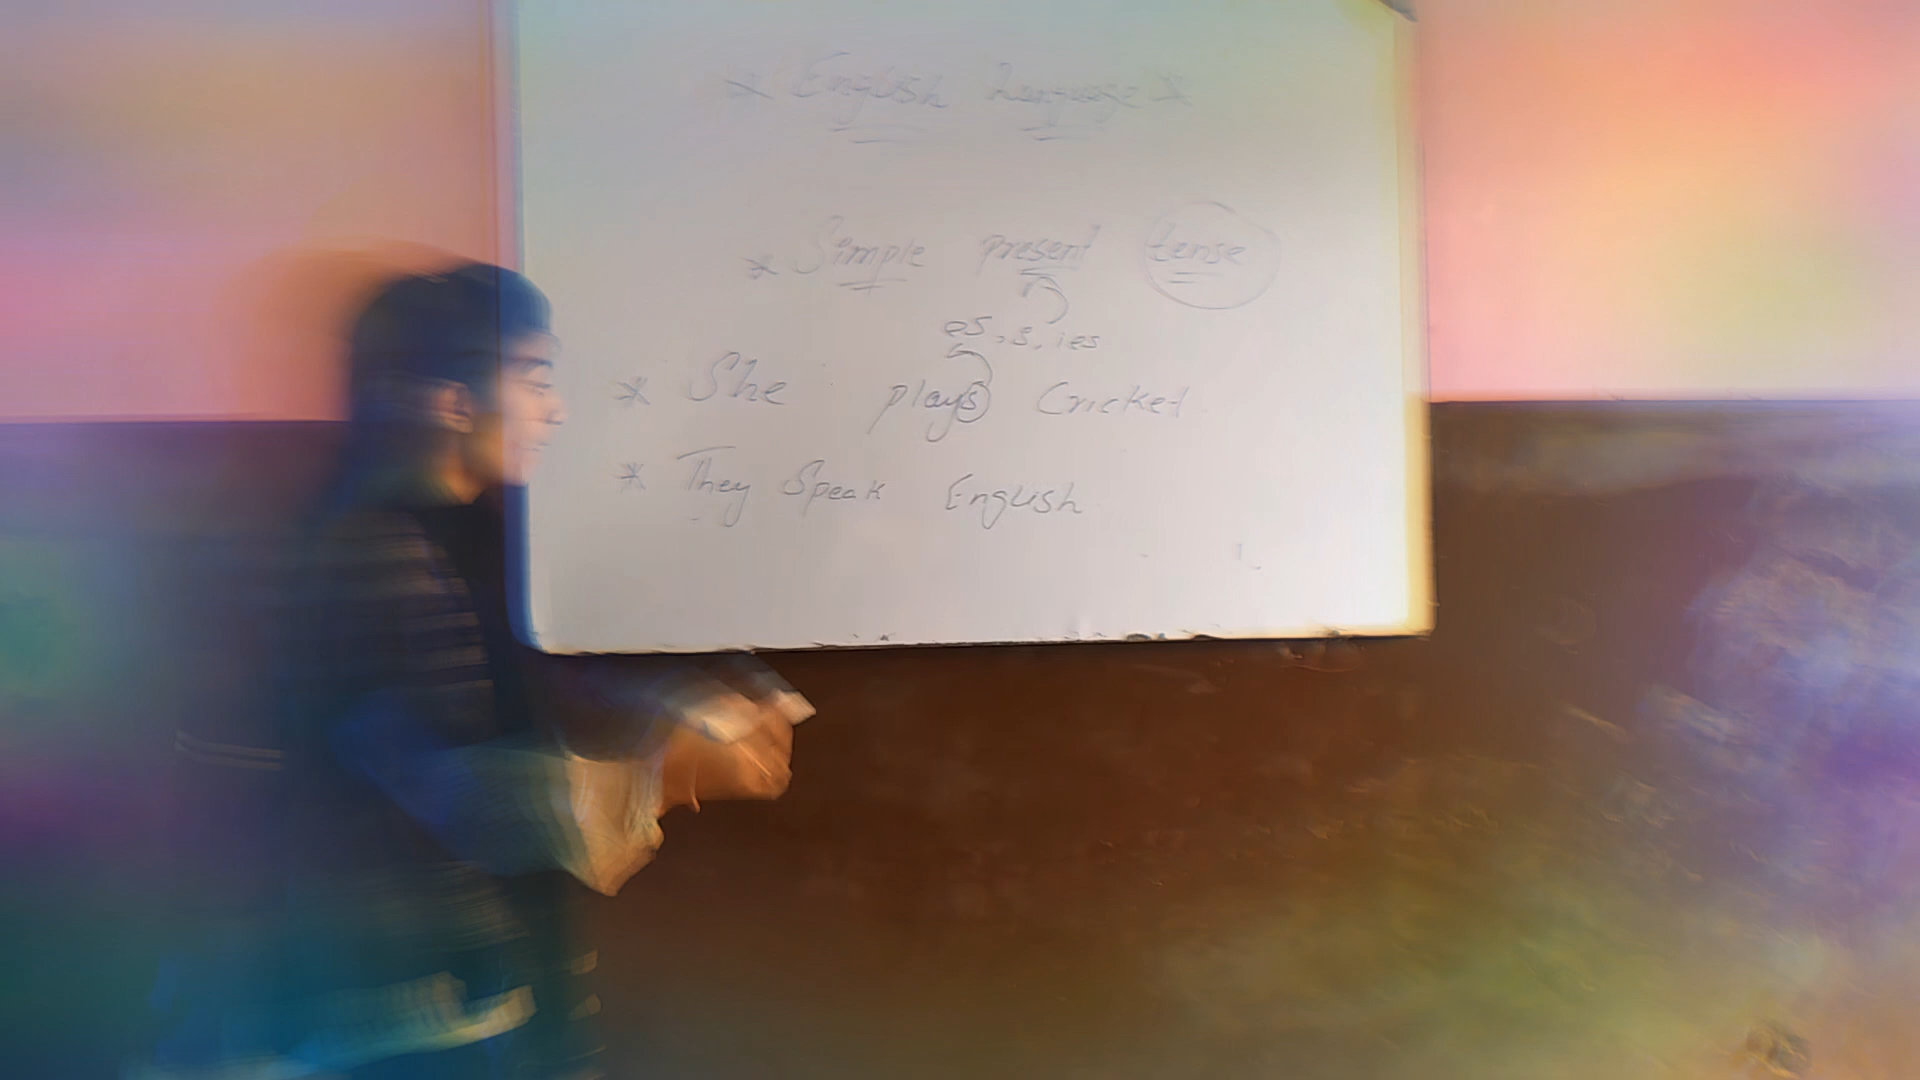 * English Language *
* Simple present tense
es, s, ies
* She plays Cricket
* They Speak English